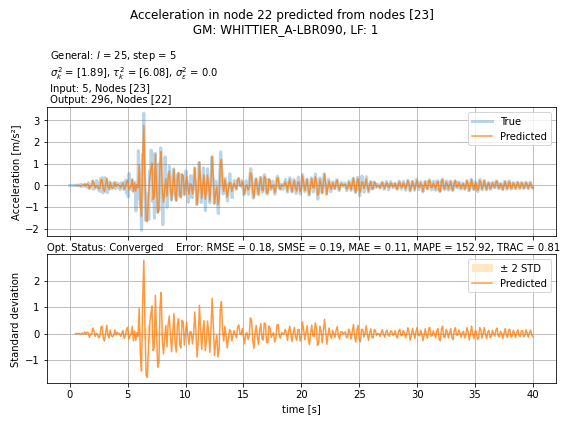 Acceleration in node 22 predicted from nodes [23]
GM: WHITTIER_A-LBR090, LF: 1
General: l = 25, step = 5
σ²ₖ = [1.89], τ²ₖ = [6.08], σ²ε = 0.0
Input: 5, Nodes [23]
Output: 296, Nodes [22]
Acceleration [m/s²]
3
2
1
0
−1
−2
True
Predicted
Opt. Status: Converged Error: RMSE = 0.18, SMSE = 0.19, MAE = 0.11, MAPE = 152.92, TRAC = 0.81
Standard deviation
2
1
0
−1
± 2 STD
Predicted
0 5 10 15 20 25 30 35 40
time [s]